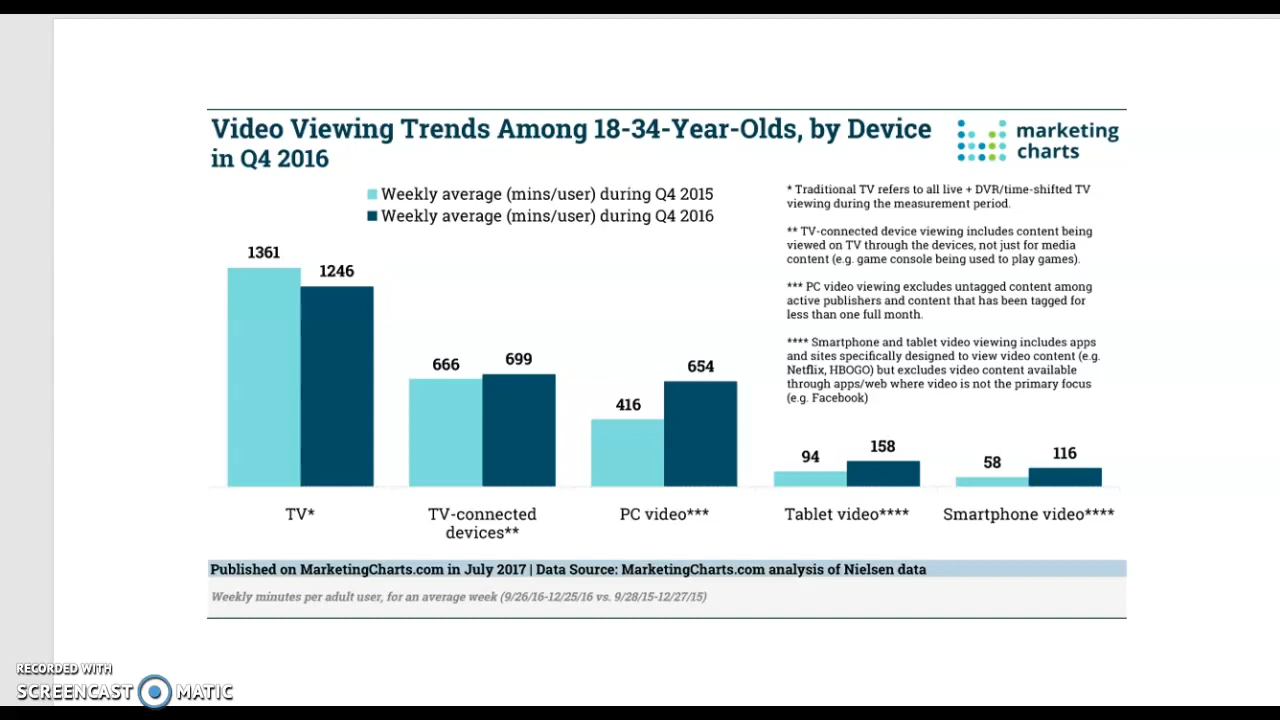 Video Viewing Trends Among 18-34-Year-Olds, by Device
in Q4 2016
marketing
charts
Weekly average (mins/user) during Q4 2015
Weekly average (mins/user) during Q4 2016
* Traditional TV refers to all live + DVR/time-shifted TV
viewing during the measurement period.
** TV-connected device viewing includes content being
viewed on TV through the devices, not just for media
content (e.g. game console being used to play games).
*** PC video viewing excludes untagged content among
active publishers and content that has been tagged for
less than one full month.
**** Smartphone and tablet video viewing includes apps
and sites specifically designed to view video content (e.g.
Netflix, HBOGO) but excludes video content available
through apps/web where video is not the primary focus
(e.g. Facebook)
1361
1246
666
699
416
654
94
158
58
116
TV*
TV-connected
devices**
PC video***
Tablet video****
Smartphone video****
Published on MarketingCharts.com in July 2017 | Data Source: MarketingCharts.com analysis of Nielsen data
Weekly minutes per adult user, for an average week (9/26/16-12/25/16 vs. 9/28/15-12/27/15)
RECORDED WITH
SCREENCAST MATIC